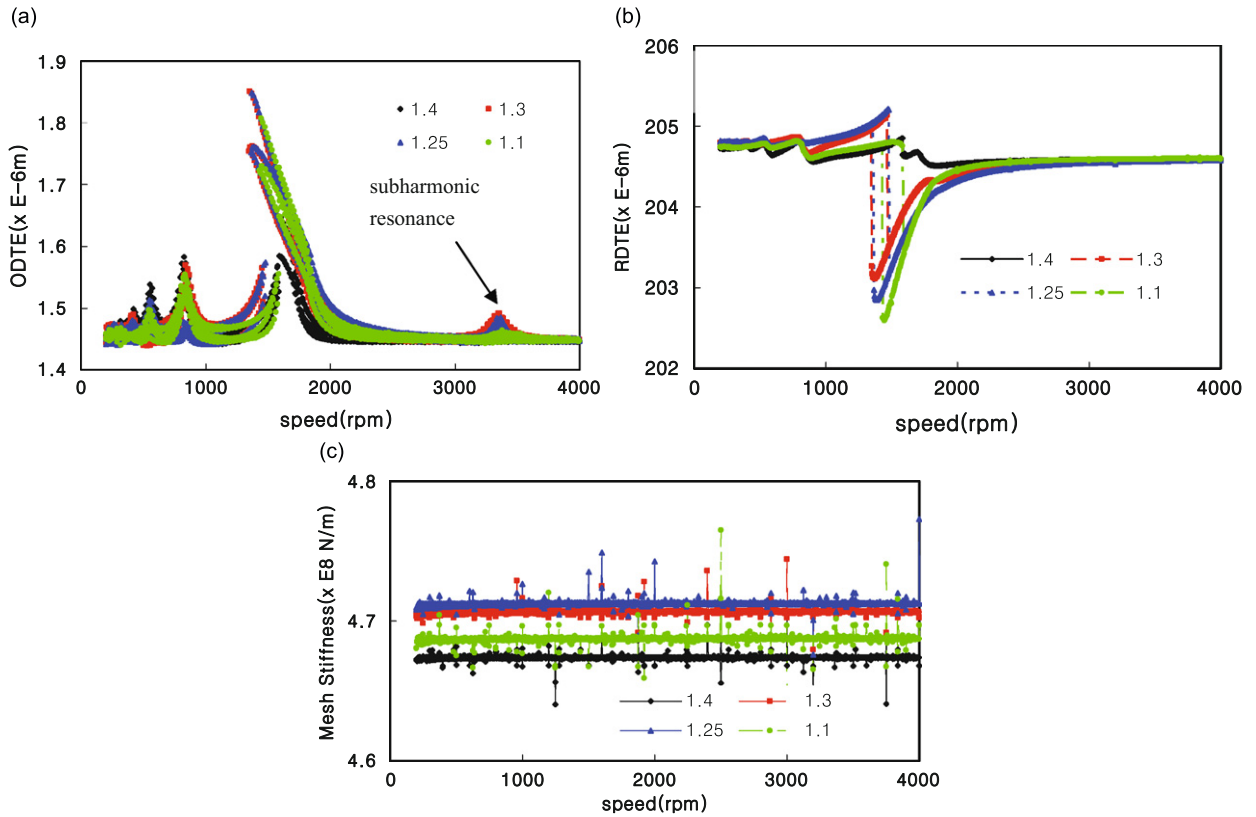 (a)
ODTE(x E-6m)
1.9
1.8
1.7
1.6
1.5
1.4
1.4 1.3
1.25 1.1
subharmonic
resonance
0 1000 2000 3000 4000
speed(rpm)
(b)
RDTE(x E-6m)
206
205
204
203
202
1.4 1.3
1.25 1.1
0 1000 2000 3000 4000
speed(rpm)
(c)
Mesh Stiffness(x E8 N/m)
4.8
4.7
4.6
1.4 1.3
1.25 1.1
0 1000 2000 3000 4000
speed(rpm)